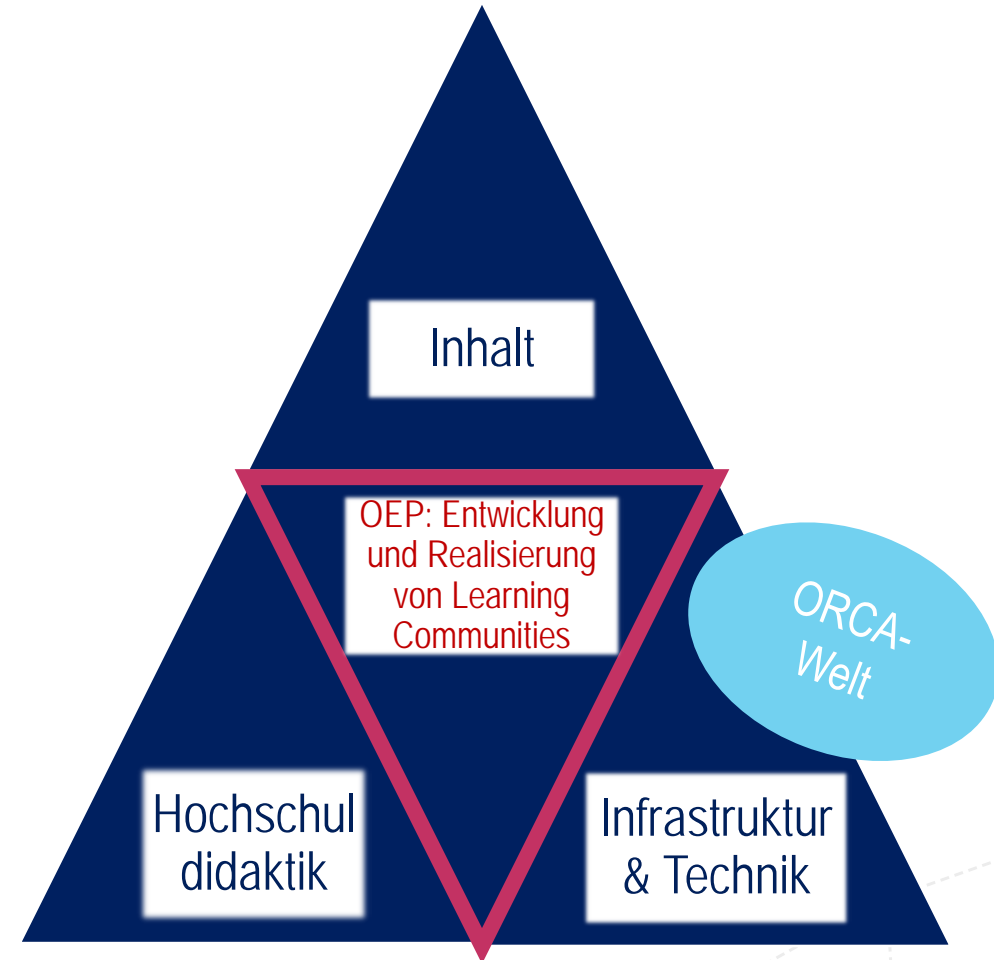 Inhalt
OEP: Entwicklung
und Realisierung
von Learning
Communities
ORCA-
Welt
Hochschul
didaktik
Infrastruktur
& Technik